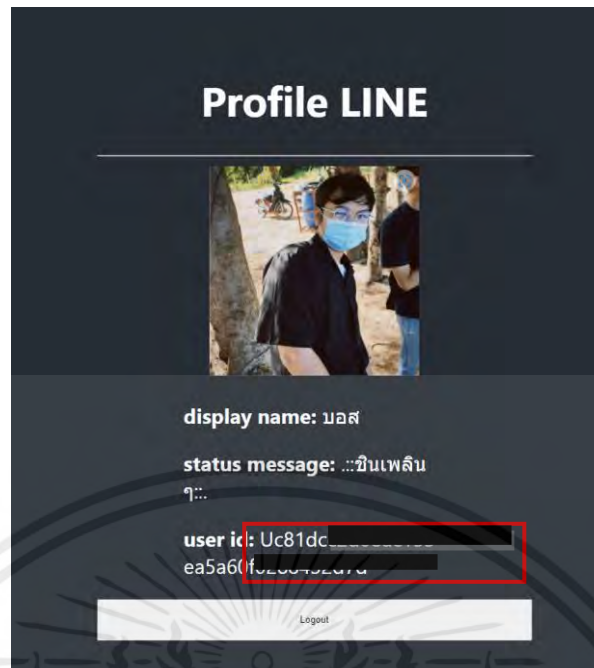 Profile LINE
display name: บอส
status message: .::ชินเพลิน
ๆ::.
user id: Uc81dc
ea5a60f
Logout